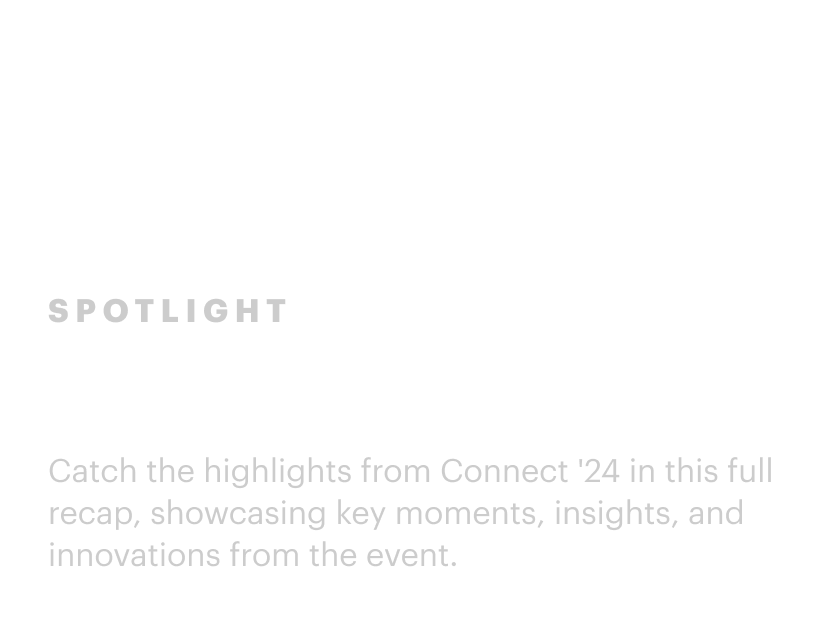 SPOTLIGHT
Catch the highlights from Connect '24 in this full
recap, showcasing key moments, insights, and
innovations from the event.